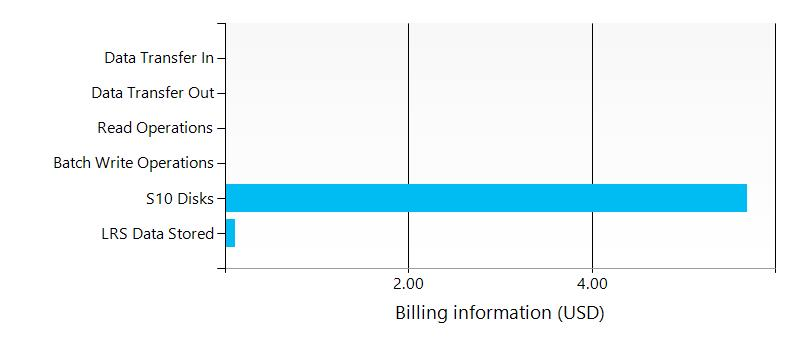 Data Transfer In
Data Transfer Out
Read Operations
Batch Write Operations
S10 Disks
LRS Data Stored
2.00 4.00
Billing information (USD)